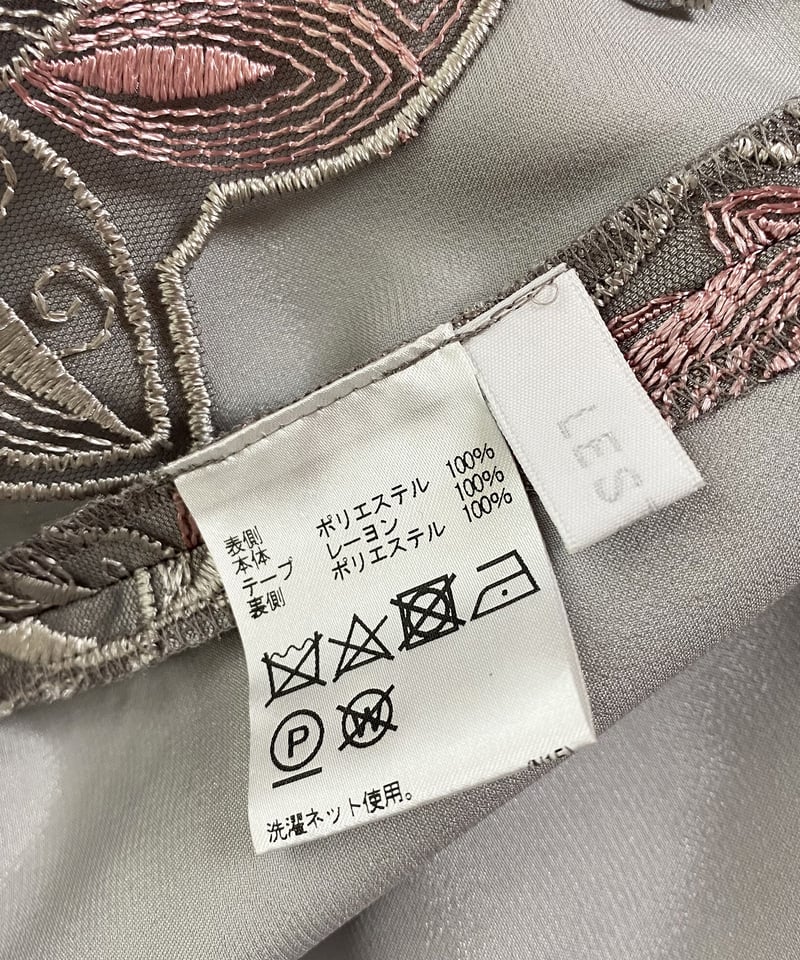 表側
本体 ポリエステル 100%
テープ レーヨン 100%
裏側 ポリエステル 100%
P
W
洗濯ネット使用。
LES